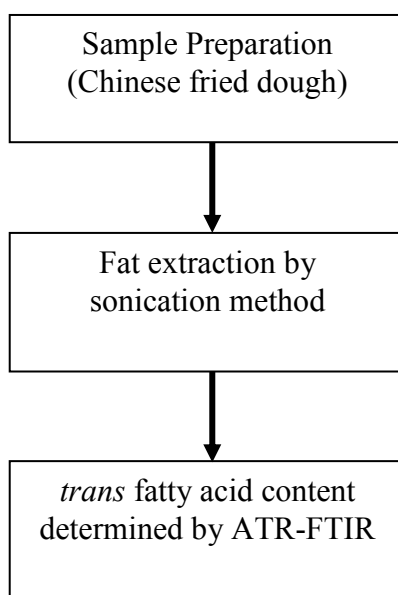 Sample Preparation
(Chinese fried dough)
Fat extraction by
sonication method
trans fatty acid content
determined by ATR-FTIR